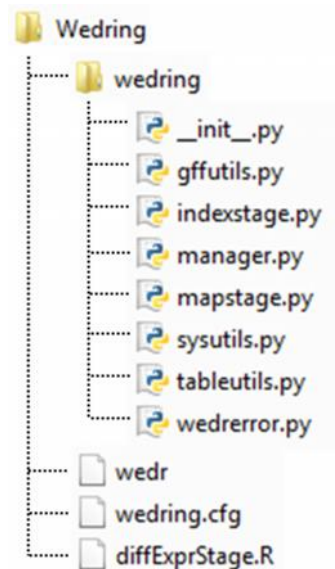 Wedring
wedring
__init__.py
gffutils.py
indexstage.py
manager.py
mapstage.py
sysutils.py
tableutils.py
wedrerror.py
wedr
wedring.cfg
diffExprStage.R